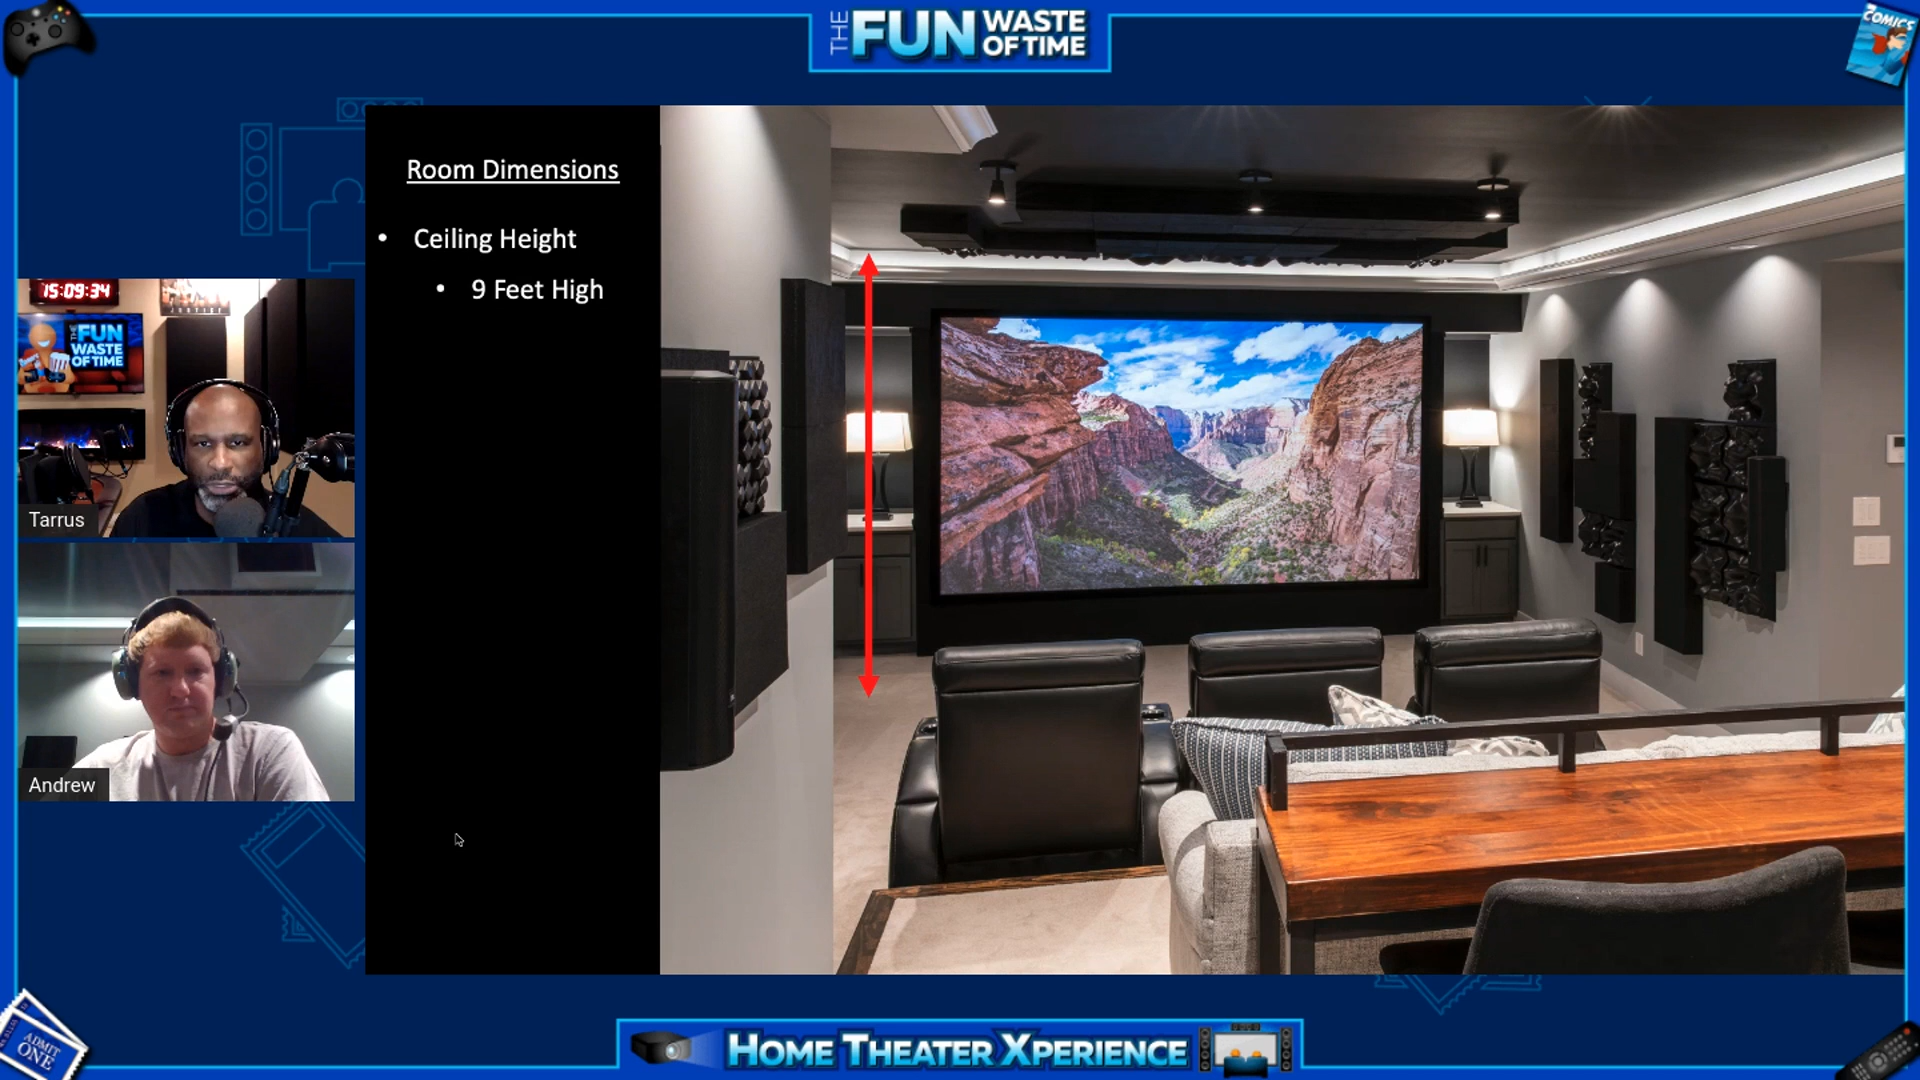 THE FUN WASTE
OF TIME
COMICS
Room Dimensions
• Ceiling Height
• 9 Feet High
15:09:34
THE FUN
WASTE
OF TIME
Tarrus
Andrew
ADMIT
ONE
HOME THEATER XPERIENCE